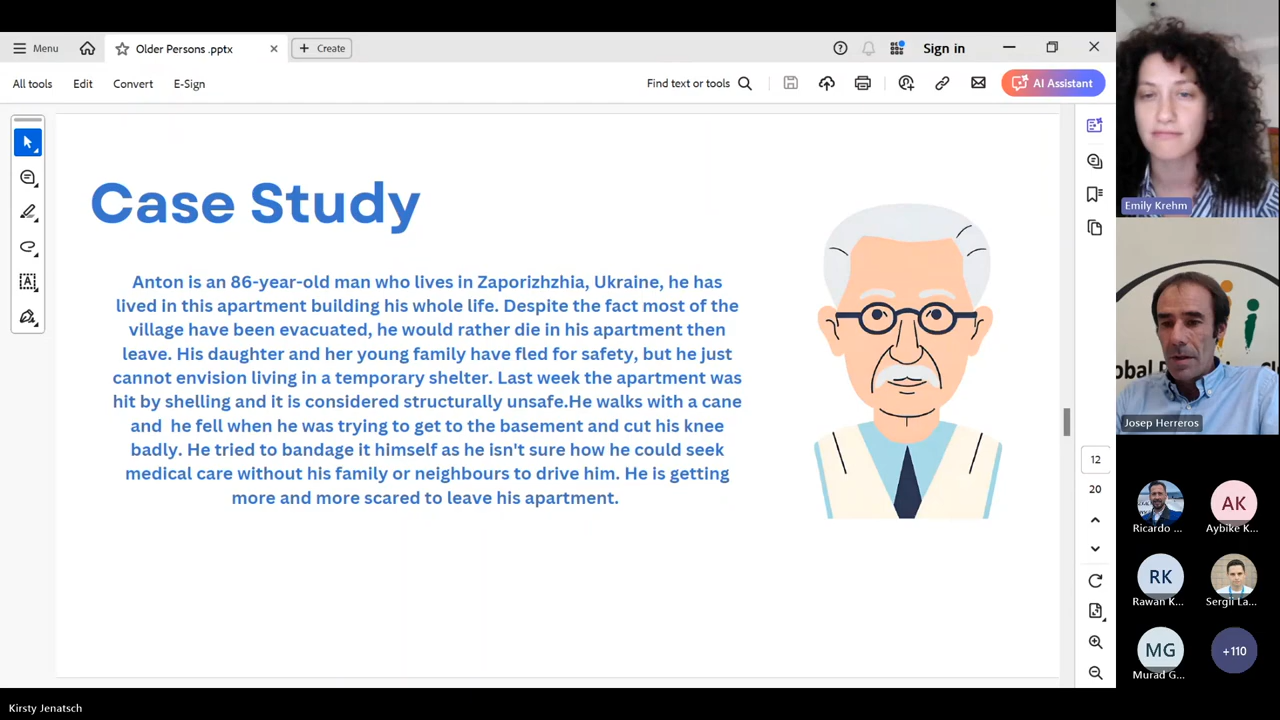 Menu
Older Persons .pptx
Create
Sign in
All tools
Edit
Convert
E-Sign
Find text or tools
AI Assistant
Case Study
Anton is an 86-year-old man who lives in Zaporizhzhia, Ukraine, he has
lived in this apartment building his whole life. Despite the fact most of the
village have been evacuated, he would rather die in his apartment then
leave. His daughter and her young family have fled for safety, but he just
cannot envision living in a temporary shelter. Last week the apartment was
hit by shelling and it is considered structurally unsafe.He walks with a cane
and he fell when he was trying to get to the basement and cut his knee
badly. He tried to bandage it himself as he isn't sure how he could seek
medical care without his family or neighbours to drive him. He is getting
more and more scared to leave his apartment.
12
20
Emily Krehm
Josep Herreros
Ricardo ...
AK
Aybike K...
RK
Rawan K...
Sergii La...
MG
Murad G...
+110
Kirsty Jenatsch